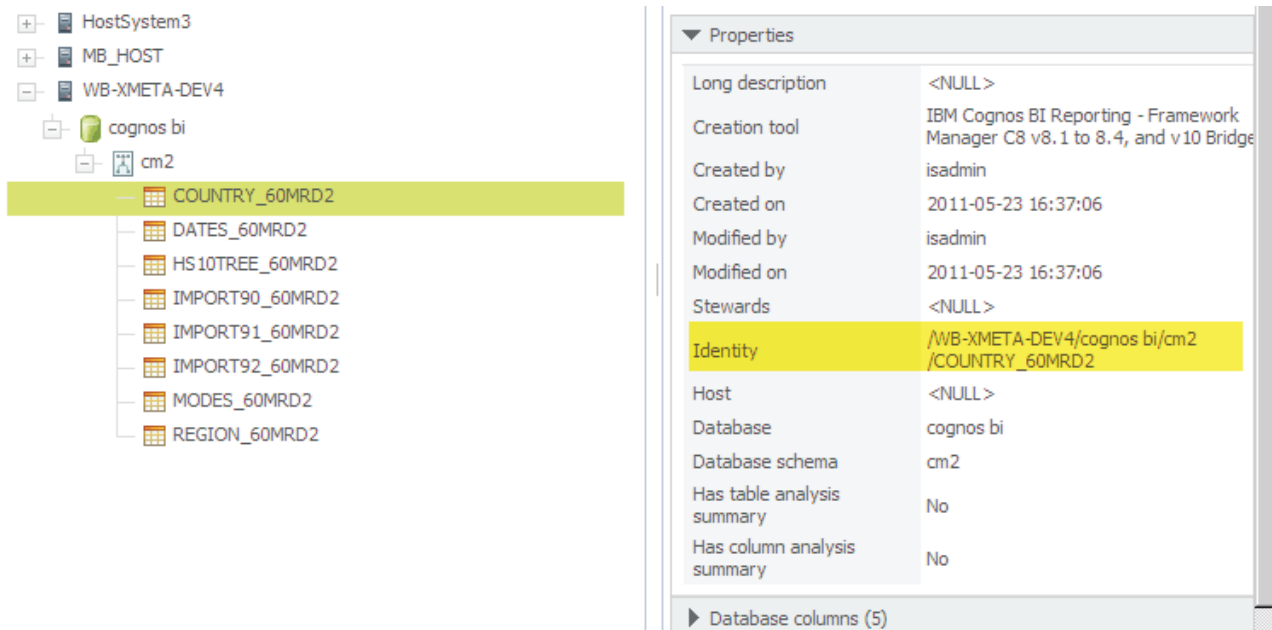 HostSystem3
MB_HOST
WB-XMETA-DEV4
cognos bi
cm2
COUNTRY_60MRD2
DATES_60MRD2
HS10TREE_60MRD2
IMPORT90_60MRD2
IMPORT91_60MRD2
IMPORT92_60MRD2
MODES_60MRD2
REGION_60MRD2
Properties
Long description <NULL>
Creation tool IBM Cognos BI Reporting - Framework
Manager C8 v8.1 to 8.4, and v10 Bridge
Created by isadmin
Created on 2011-05-23 16:37:06
Modified by isadmin
Modified on 2011-05-23 16:37:06
Stewards <NULL>
Identity /WB-XMETA-DEV4/cognos bi/cm2
/COUNTRY_60MRD2
Host <NULL>
Database cognos bi
Database schema cm2
Has table analysis
summary No
Has column analysis
summary No
Database columns (5)